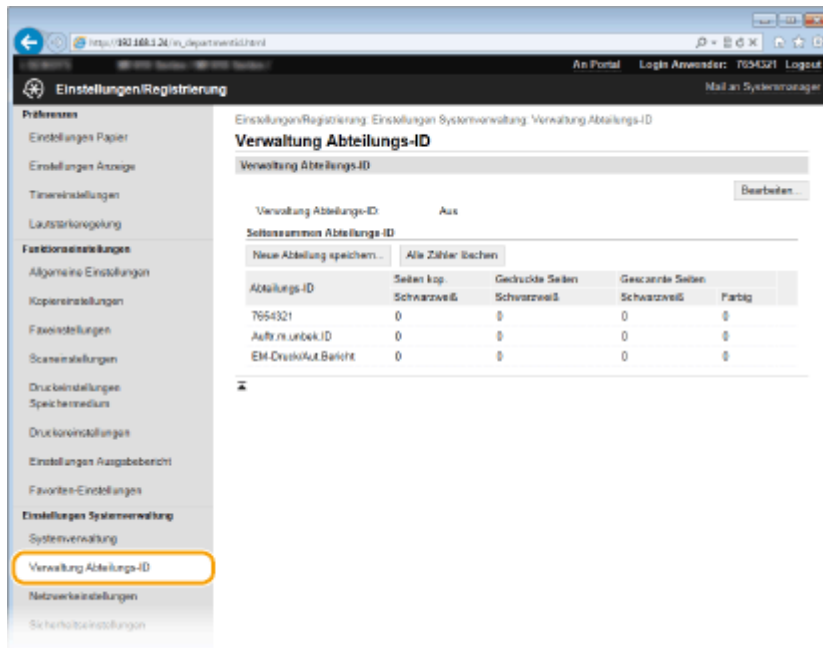 http://192.168.1.24/m_departmentid.html
An Portal Login Anwender: 7654321 Logout
Einstellungen/Registrierung
Mail an Systemmanager
Präferenzen
Einstellungen Papier
Einstellungen Anzeige
Timereinstellungen
Lautstärkeregelung
Funktionseinstellungen
Allgemeine Einstellungen
Kopiereinstellungen
Faxeinstellungen
Scaneinstellungen
Druckeinstellungen
Speichermedium
Druckereinstellungen
Einstellungen Ausgabebericht
Favoriten-Einstellungen
Einstellungen Systemverwaltung
Systemverwaltung
Verwaltung Abteilungs-ID
Netzwerkeinstellungen
Sicherheitseinstellungen
Einstellungen/Registrierung: Einstellungen Systemverwaltung: Verwaltung Abteilungs-ID
Verwaltung Abteilungs-ID
Verwaltung Abteilungs-ID
Bearbeiten...
Verwaltung Abteilungs-ID: Aus
Seitensummen Abteilungs-ID
Neue Abteilung speichern... Alle Zähler löschen
Abteilungs-ID Seiten kop. Gedruckte Seiten Gescannte Seiten
Schwarzweiß Schwarzweiß Schwarzweiß Farbig
7654321 0 0 0 0
Auftr.m.unbek.ID 0 0 0 0
EM-Druck/Aut.Bericht 0 0 0 0